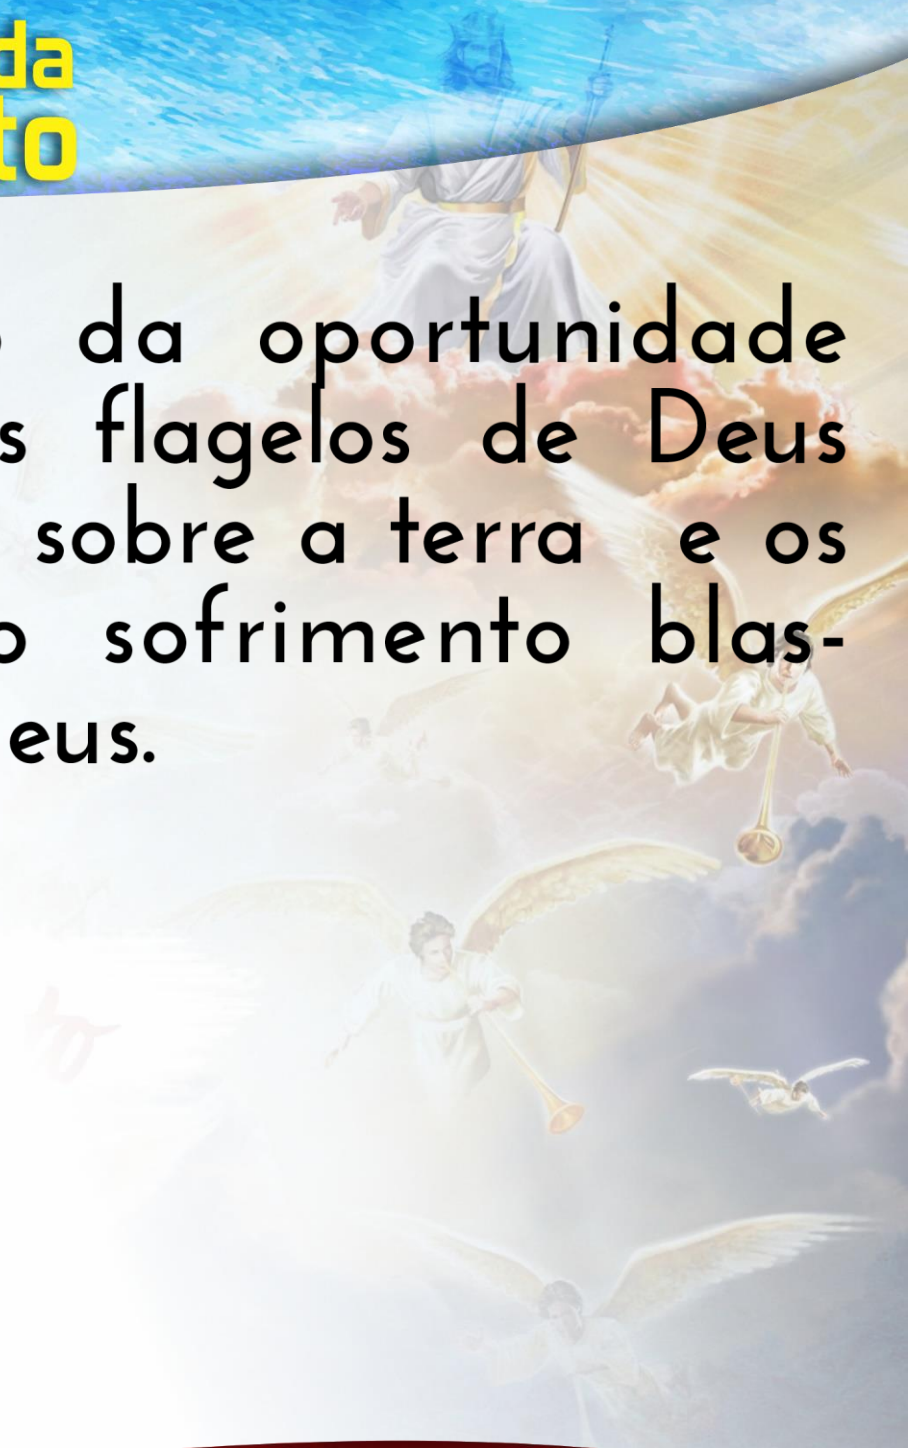 da
to
da oportunidade
s flagelos de Deus
sobre a terra e os
o sofrimento blas-
eus.